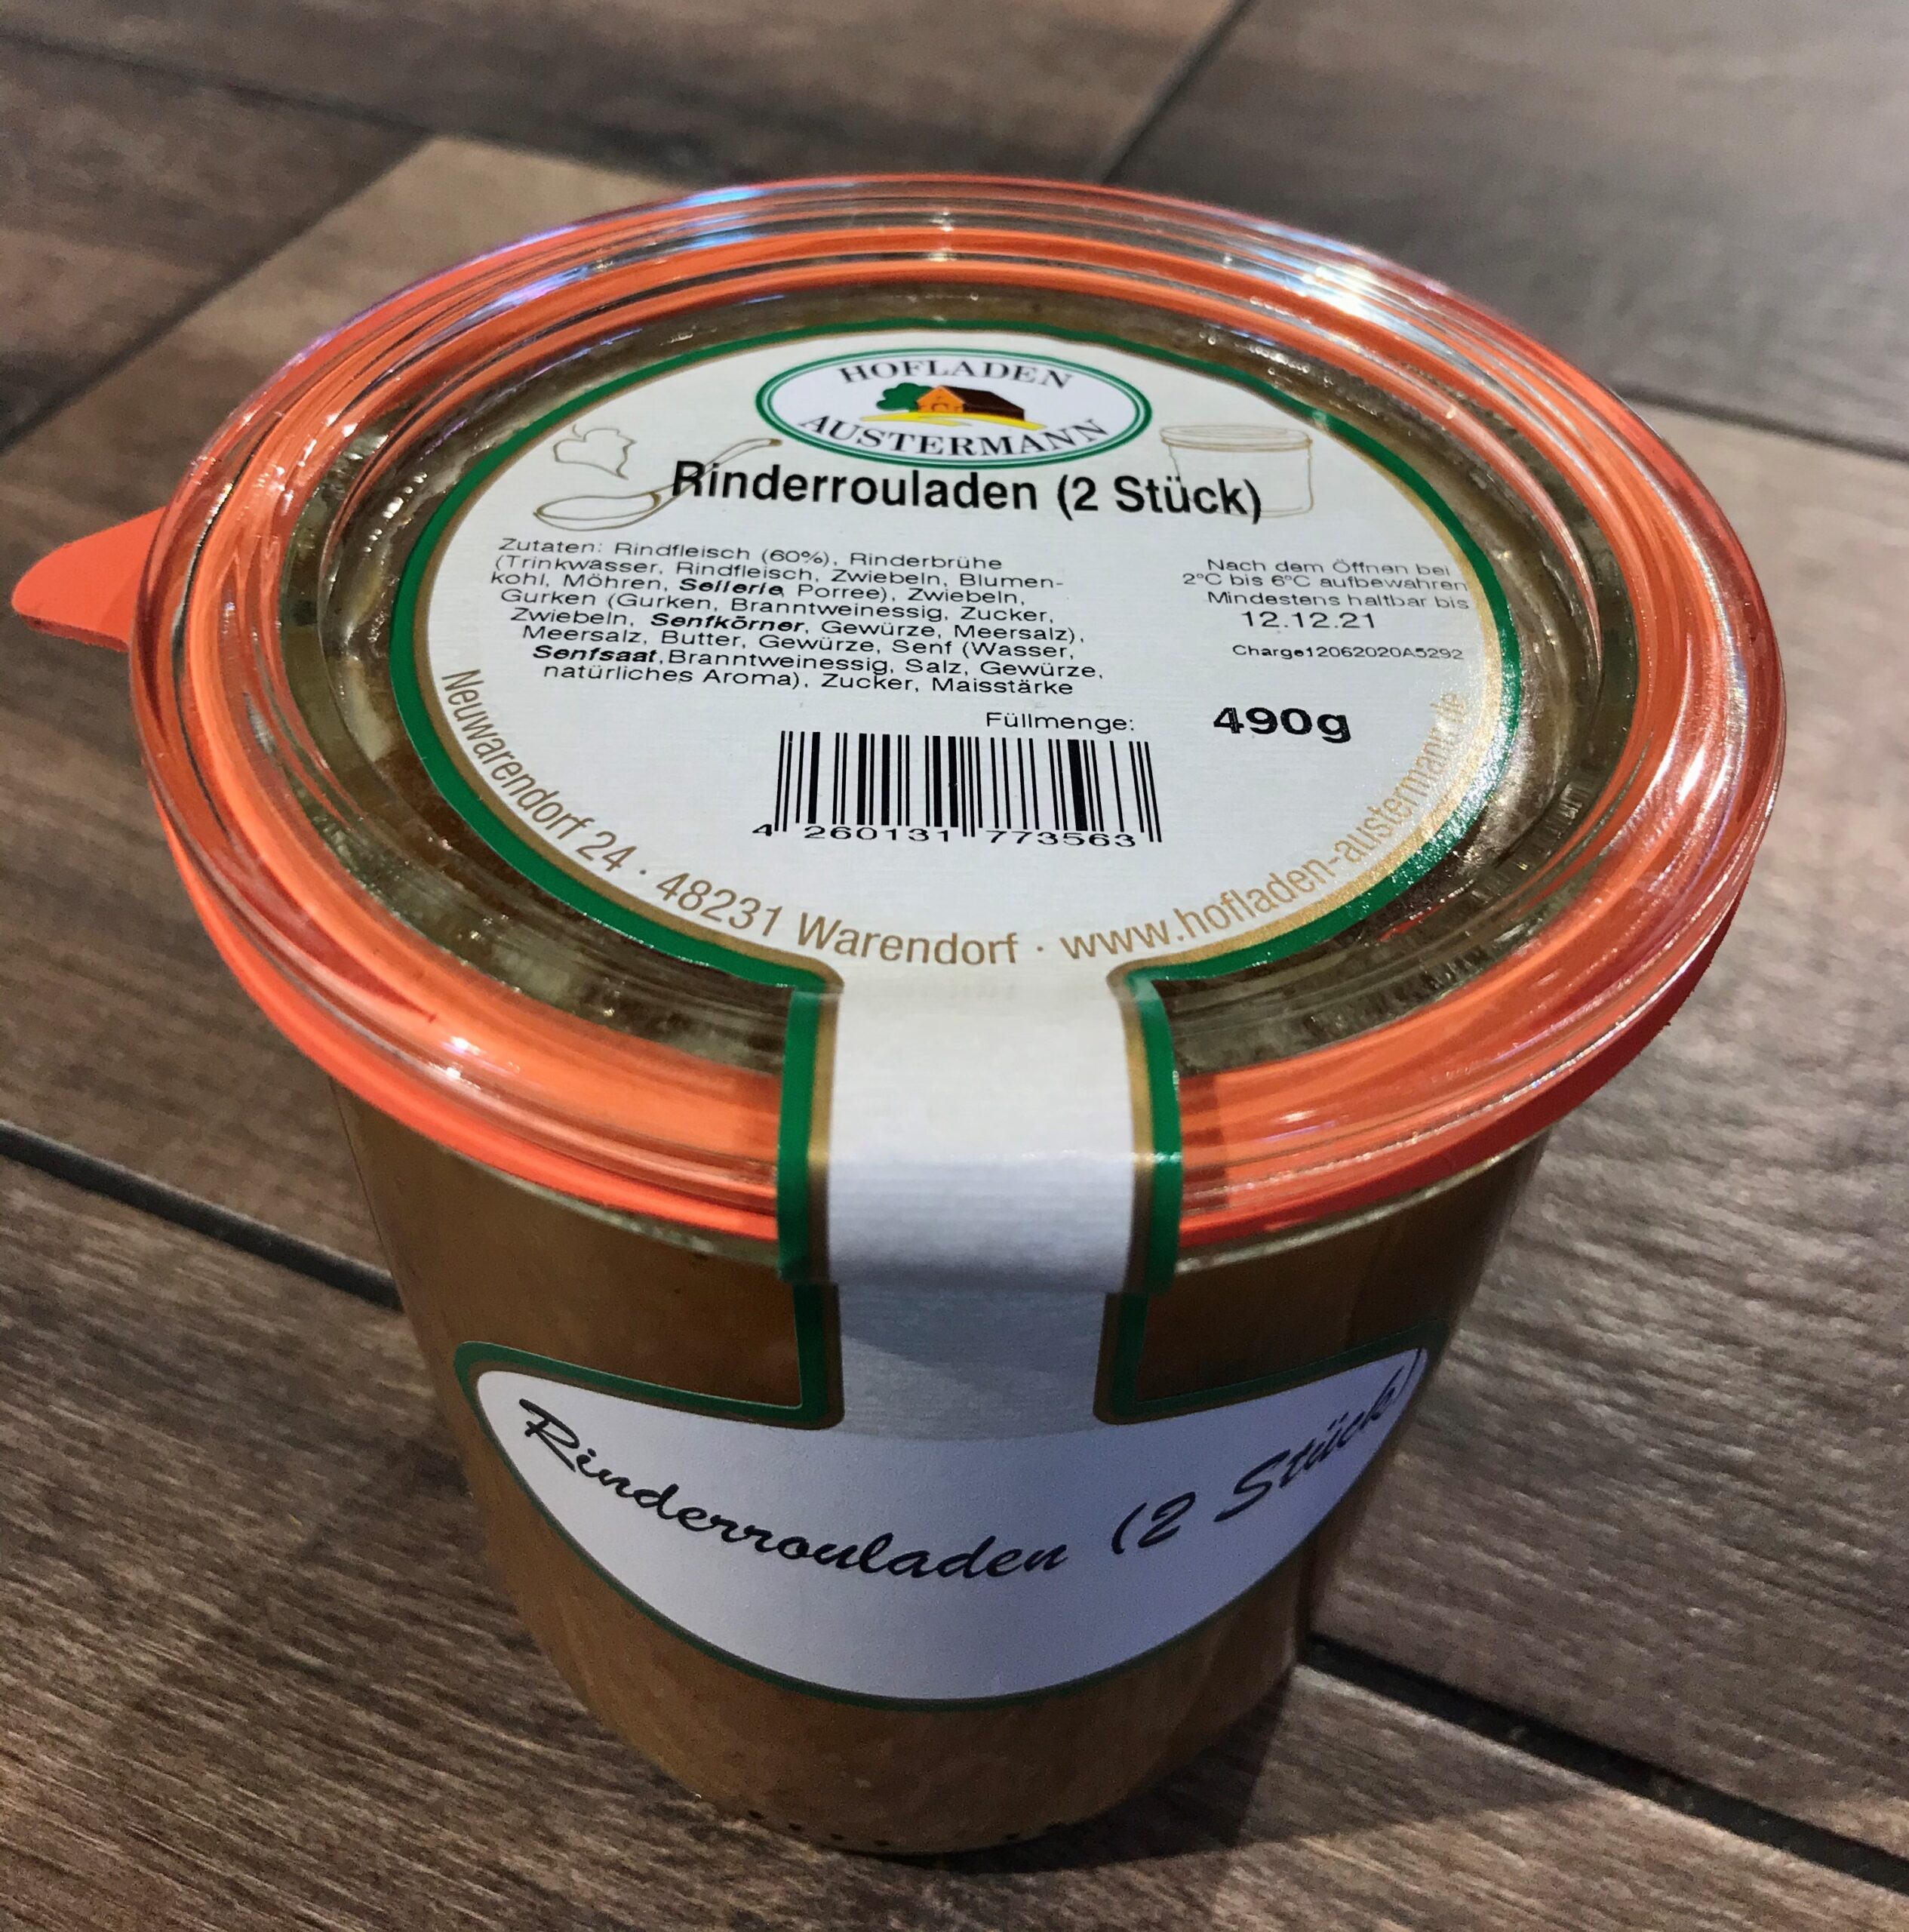 HOFLADEN
AUSTERMANN
Rinderrouladen (2 Stück)
Zutaten: Rindfleisch (60%), Rinderbrühe
(Trinkwasser, Rindfleisch, Zwiebeln, Blumen-
kohl, Möhren, Sellerie, Porree), Zwiebeln,
Gurken (Gurken, Branntweinessig, Zucker,
Zwiebeln, Senfkörner, Gewürze, Meersalz),
Meersalz, Butter, Gewürze, Senf (Wasser,
Senfsaat, Branntweinessig, Salz, Gewürze,
natürliches Aroma), Zucker, Maisstärke
Nach dem Öffnen bei
2°C bis 6°C aufbewahren
Mindestens haltbar bis
12.12.21
Charge12062020A5292
Füllmenge: 490g
4 260131 773563
Neuwarendorf 24 · 48231 Warendorf · www.hofladen-austermann.de
Rinderrouladen (2 Stück)